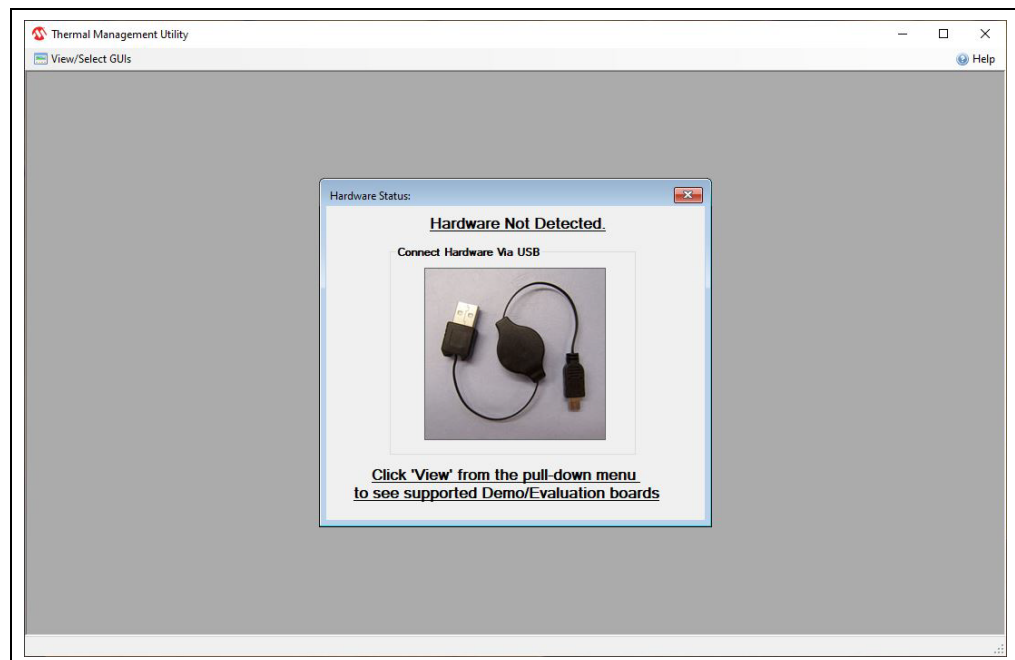 Thermal Management Utility
View/Select GUIs
Help
Hardware Status:
Hardware Not Detected.
Connect Hardware Via USB
Click 'View' from the pull-down menu
to see supported Demo/Evaluation boards